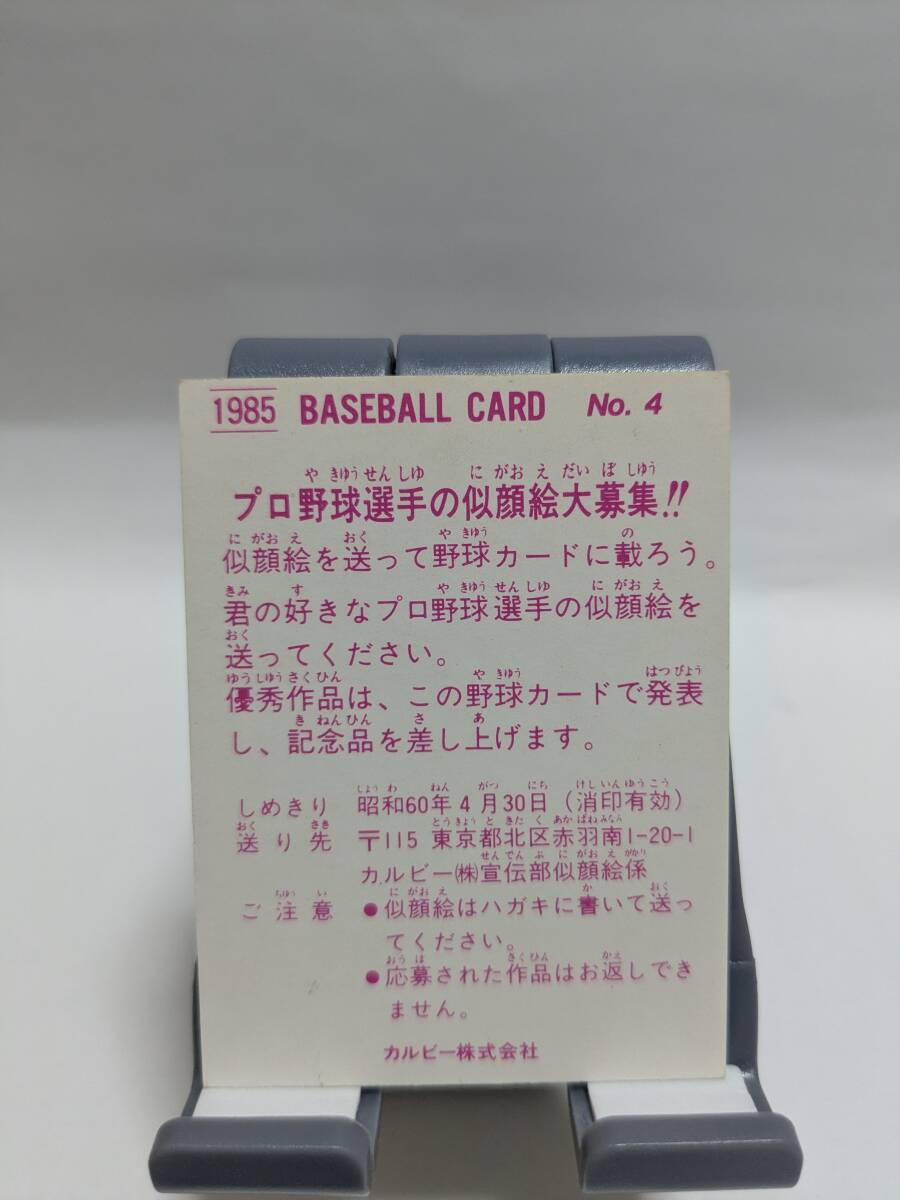 1985 BASEBALL CARD No. 4
や きゅう せん しゆ に がお え だい ぼ しゆう
プロ野球選手の似顔絵大募集!!
に がお え おく や きゆう の
似顔絵を送って野球カードに載ろう。
きみ す や きゆう せん しゆ に がお え
君の好きなプロ野球選手の似顔絵を
おく
送ってください。
ゆう しゆう さく ひん や きゆう はつ ぴよう
優秀作品は、この野球カードで発表
き ねん ひん さ あ
し、記念品を差し上げます。
しよう わ ねん がつ にち けし いん ゆう こう
しめきり 昭和60年4月30日(消印有効)
おく さき とう きよう と きた く あか ばね みなみ
送り先 〒115 東京都北区赤羽南1-20-1
せん でん ぶ に がお え がかり
カルビー㈱宣伝部似顔絵係
ちゆう い に がお え か おく
ご注意 ●似顔絵はハガキに書いて送っ
てください。
おう ぼ さく ひん かえ
●応募された作品はお返しでき
ません。
カルビー株式会社